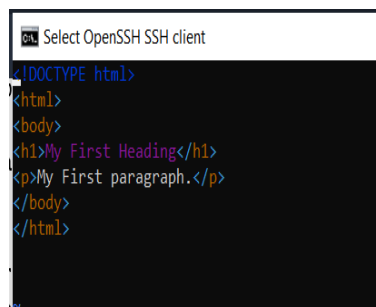 Select OpenSSH SSH client
<!DOCTYPE html>
<html>
<body>
<h1>My First Heading</h1>
<p>My First paragraph.</p>
</body>
</html>
~